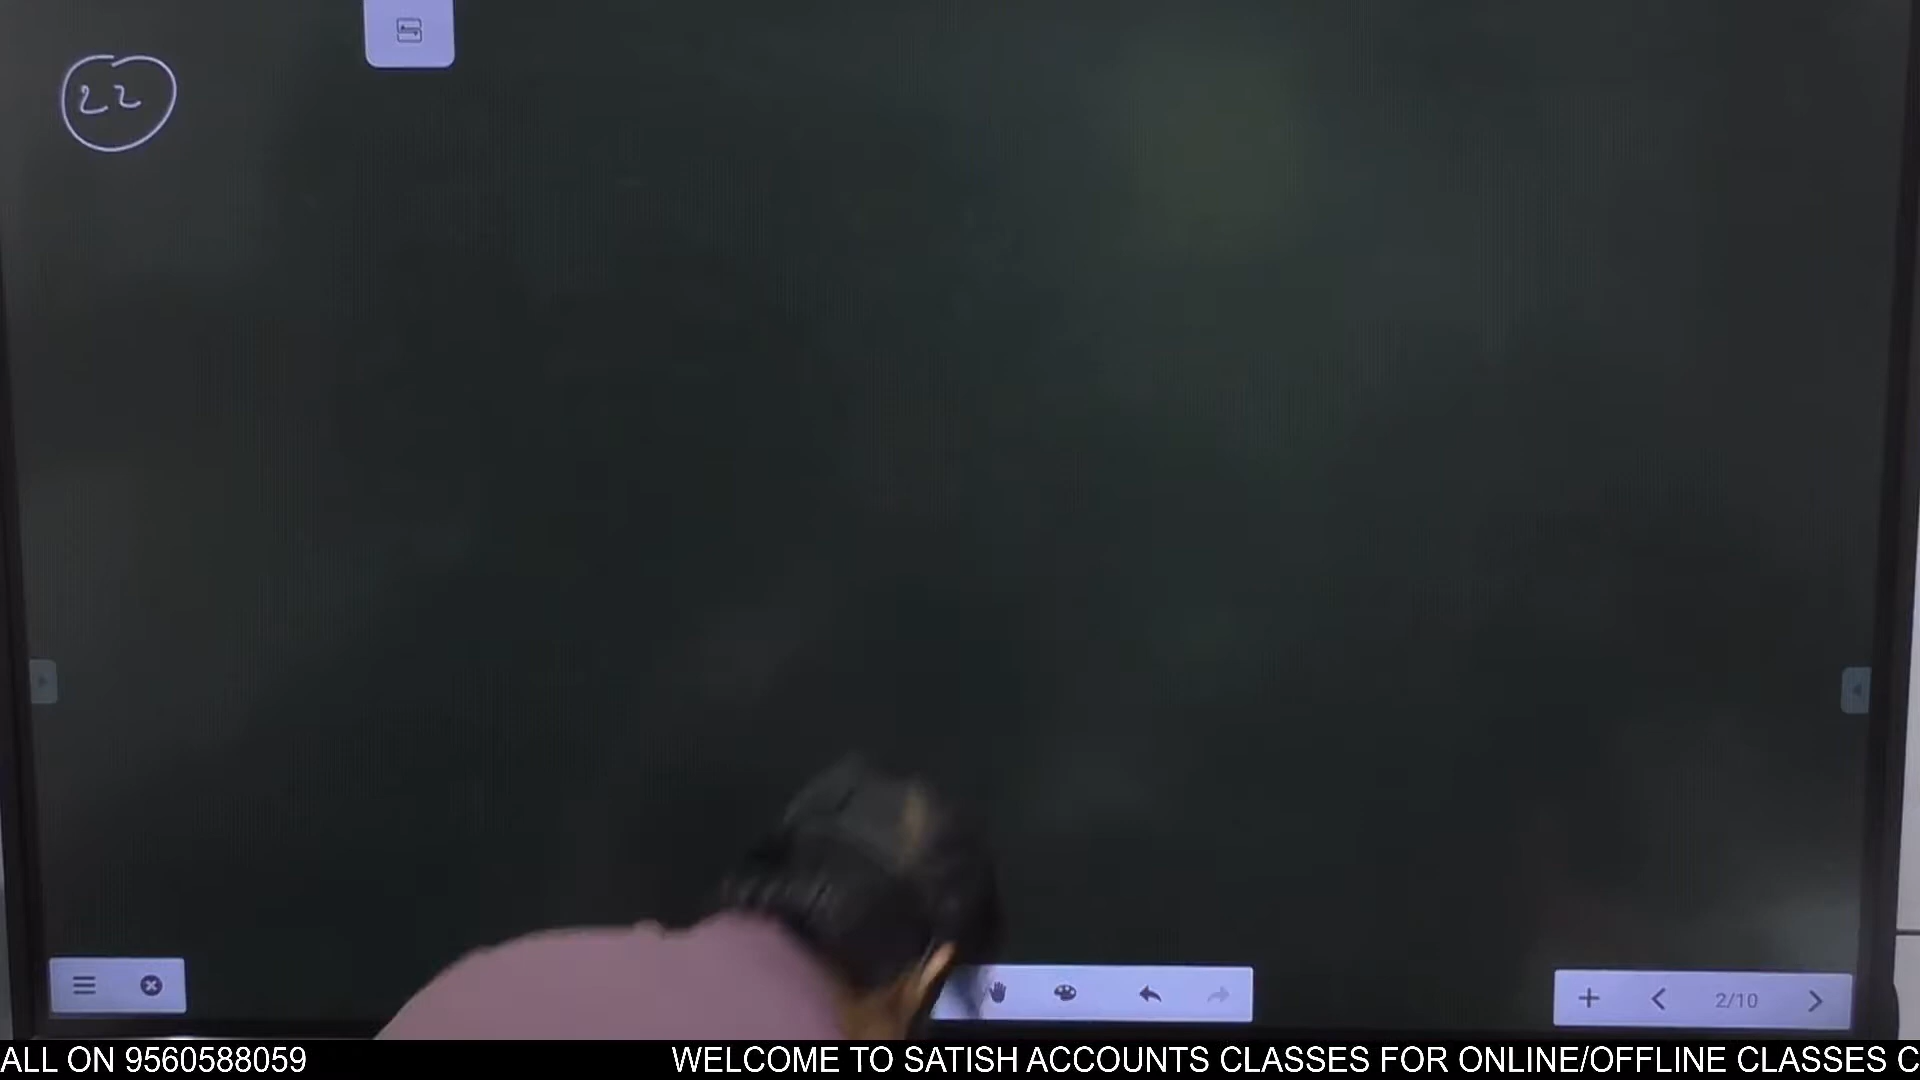 22
2/10
ALL ON 9560588059 WELCOME TO SATISH ACCOUNTS CLASSES FOR ONLINE/OFFLINE CLASSES C